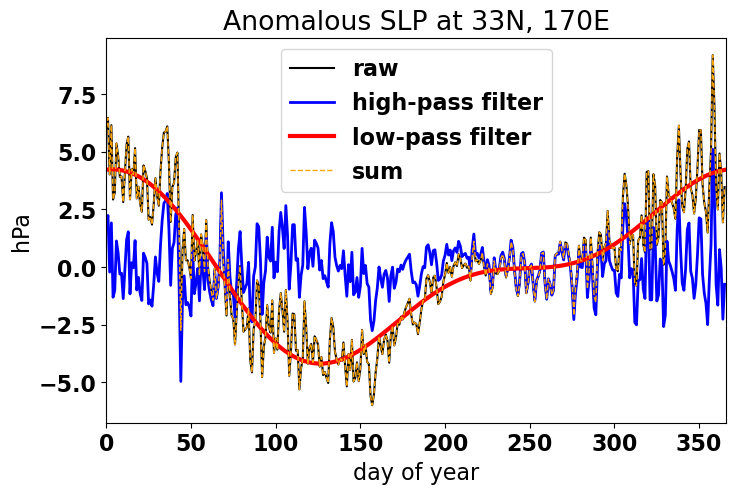 Anomalous SLP at 33N, 170E
raw
high-pass filter
low-pass filter
sum
hPa
7.5
5.0
2.5
0.0
−2.5
−5.0
0 50 100 150 200 250 300 350
day of year